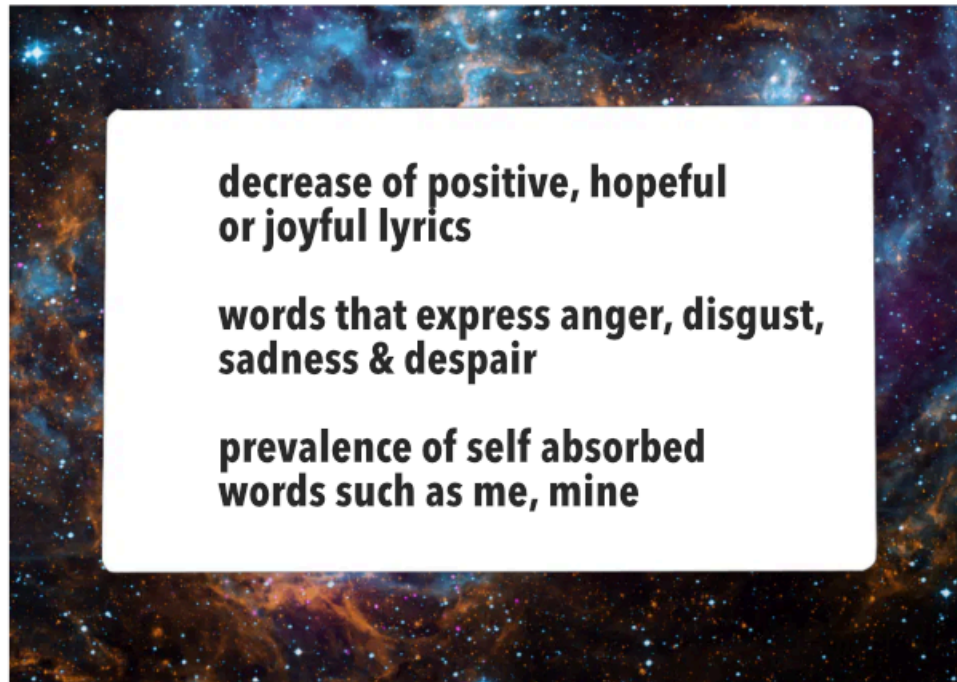 decrease of positive, hopeful
or joyful lyrics
words that express anger, disgust,
sadness & despair
prevalence of self absorbed
words such as me, mine